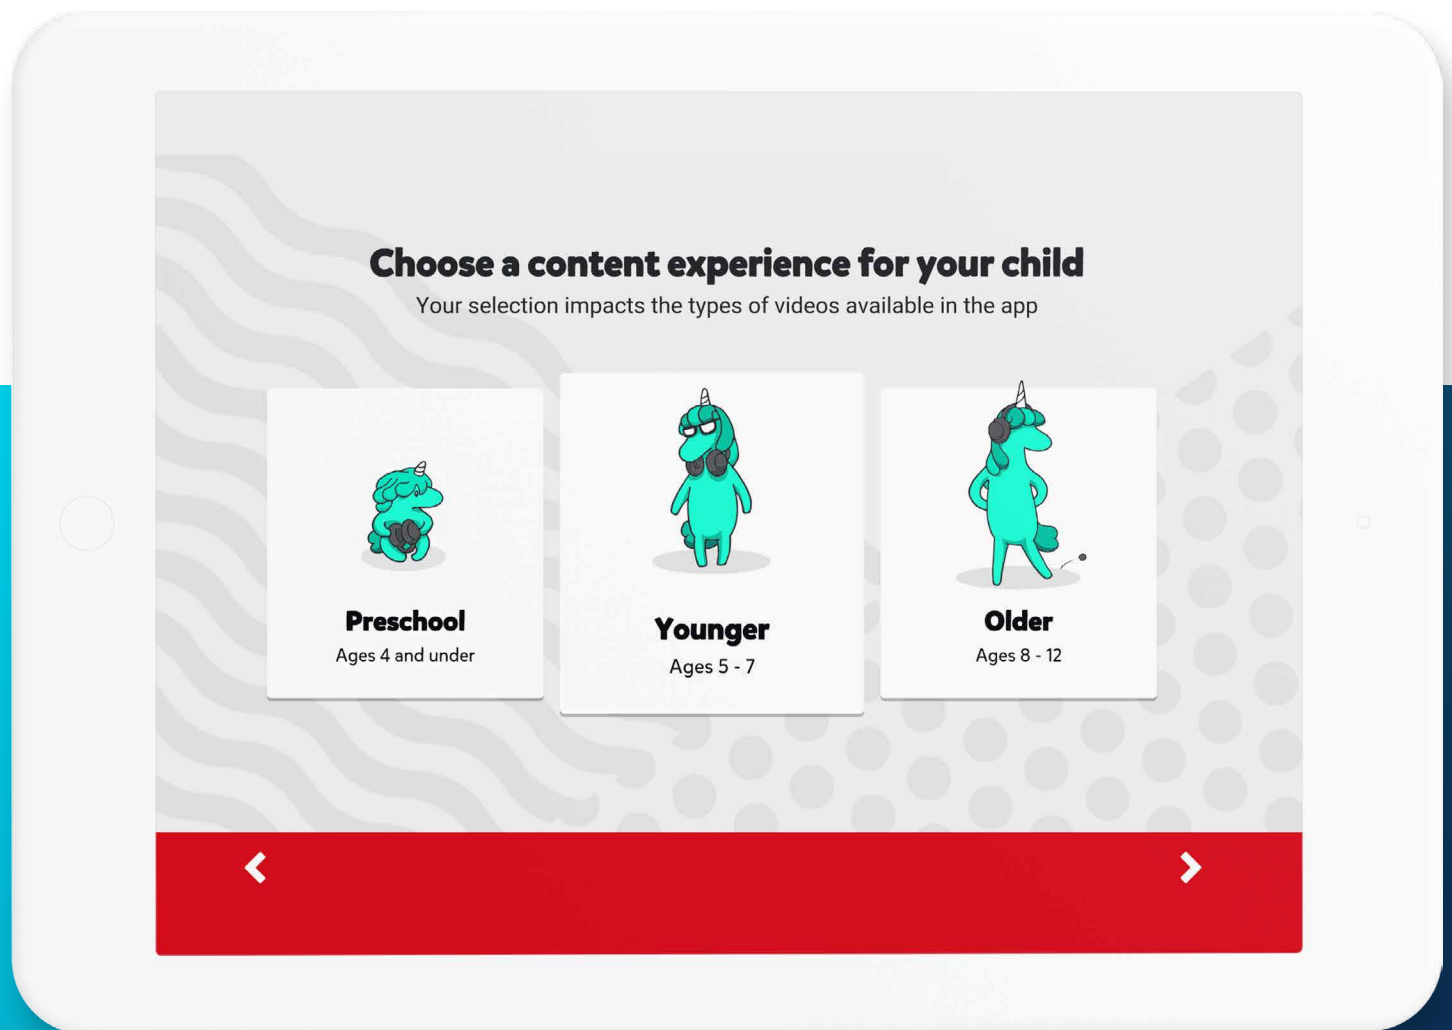 Choose a content experience for your child
Your selection impacts the types of videos available in the app
Preschool
Ages 4 and under
Younger
Ages 5 - 7
Older
Ages 8 - 12